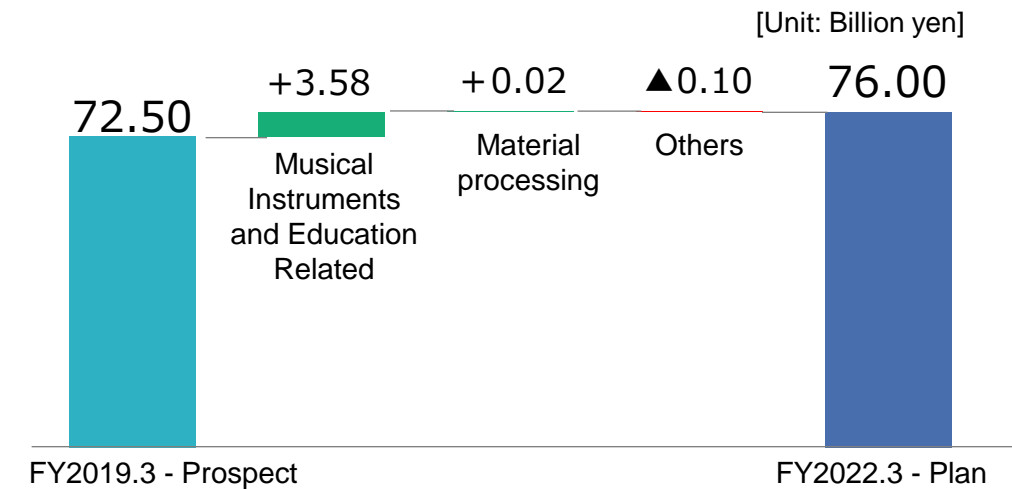 [Unit: Billion yen]
72.50
+3.58
+0.02
▲0.10
76.00
Musical
Instruments
and Education
Related
Material
processing
Others
FY2019.3 - Prospect
FY2022.3 - Plan